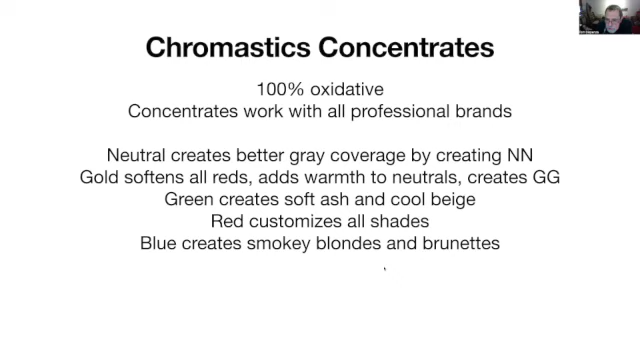 Chromastics Concentrates
100% oxidative
Concentrates work with all professional brands
Neutral creates better gray coverage by creating NN
Gold softens all reds, adds warmth to neutrals, creates GG
Green creates soft ash and cool beige
Red customizes all shades
Blue creates smokey blondes and brunettes